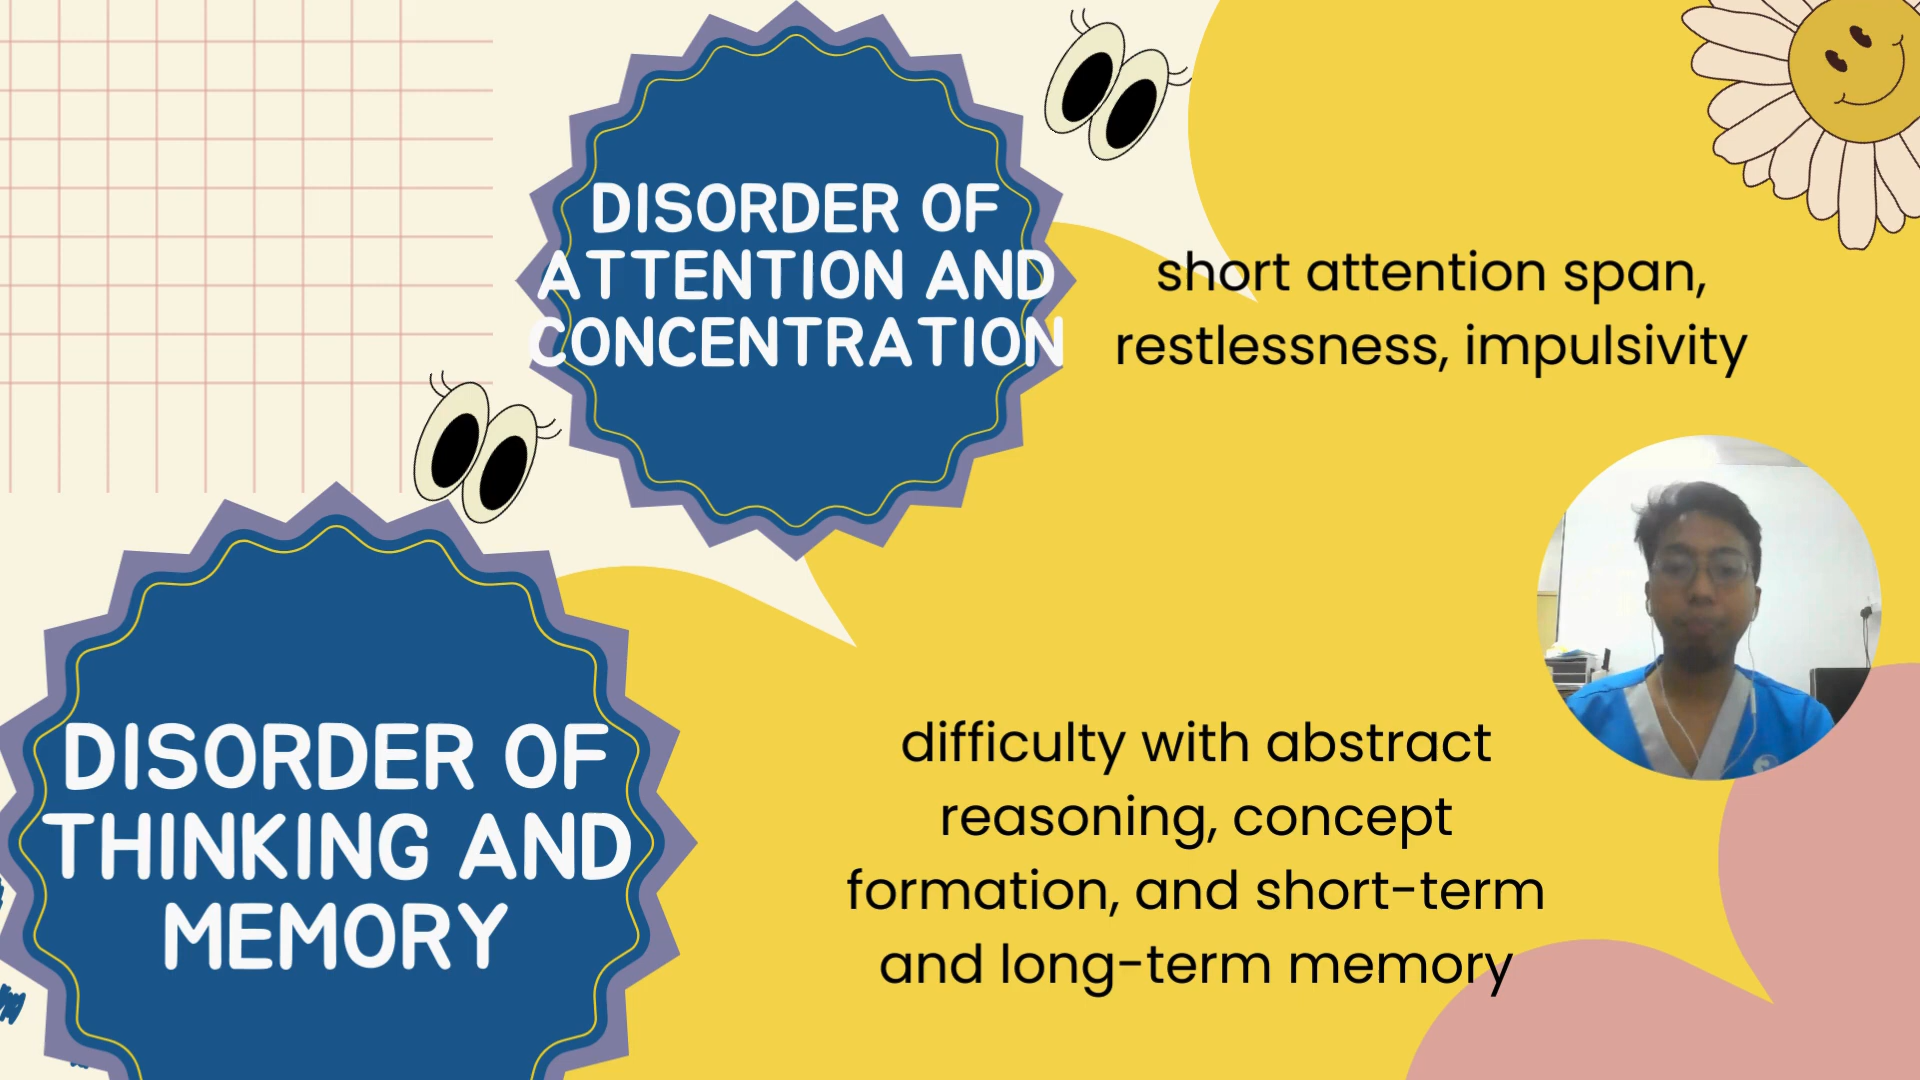 DISORDER OF
ATTENTION AND
CONCENTRATION
short attention span,
restlessness, impulsivity
DISORDER OF
THINKING AND
MEMORY
difficulty with abstract
reasoning, concept
formation, and short-term
and long-term memory